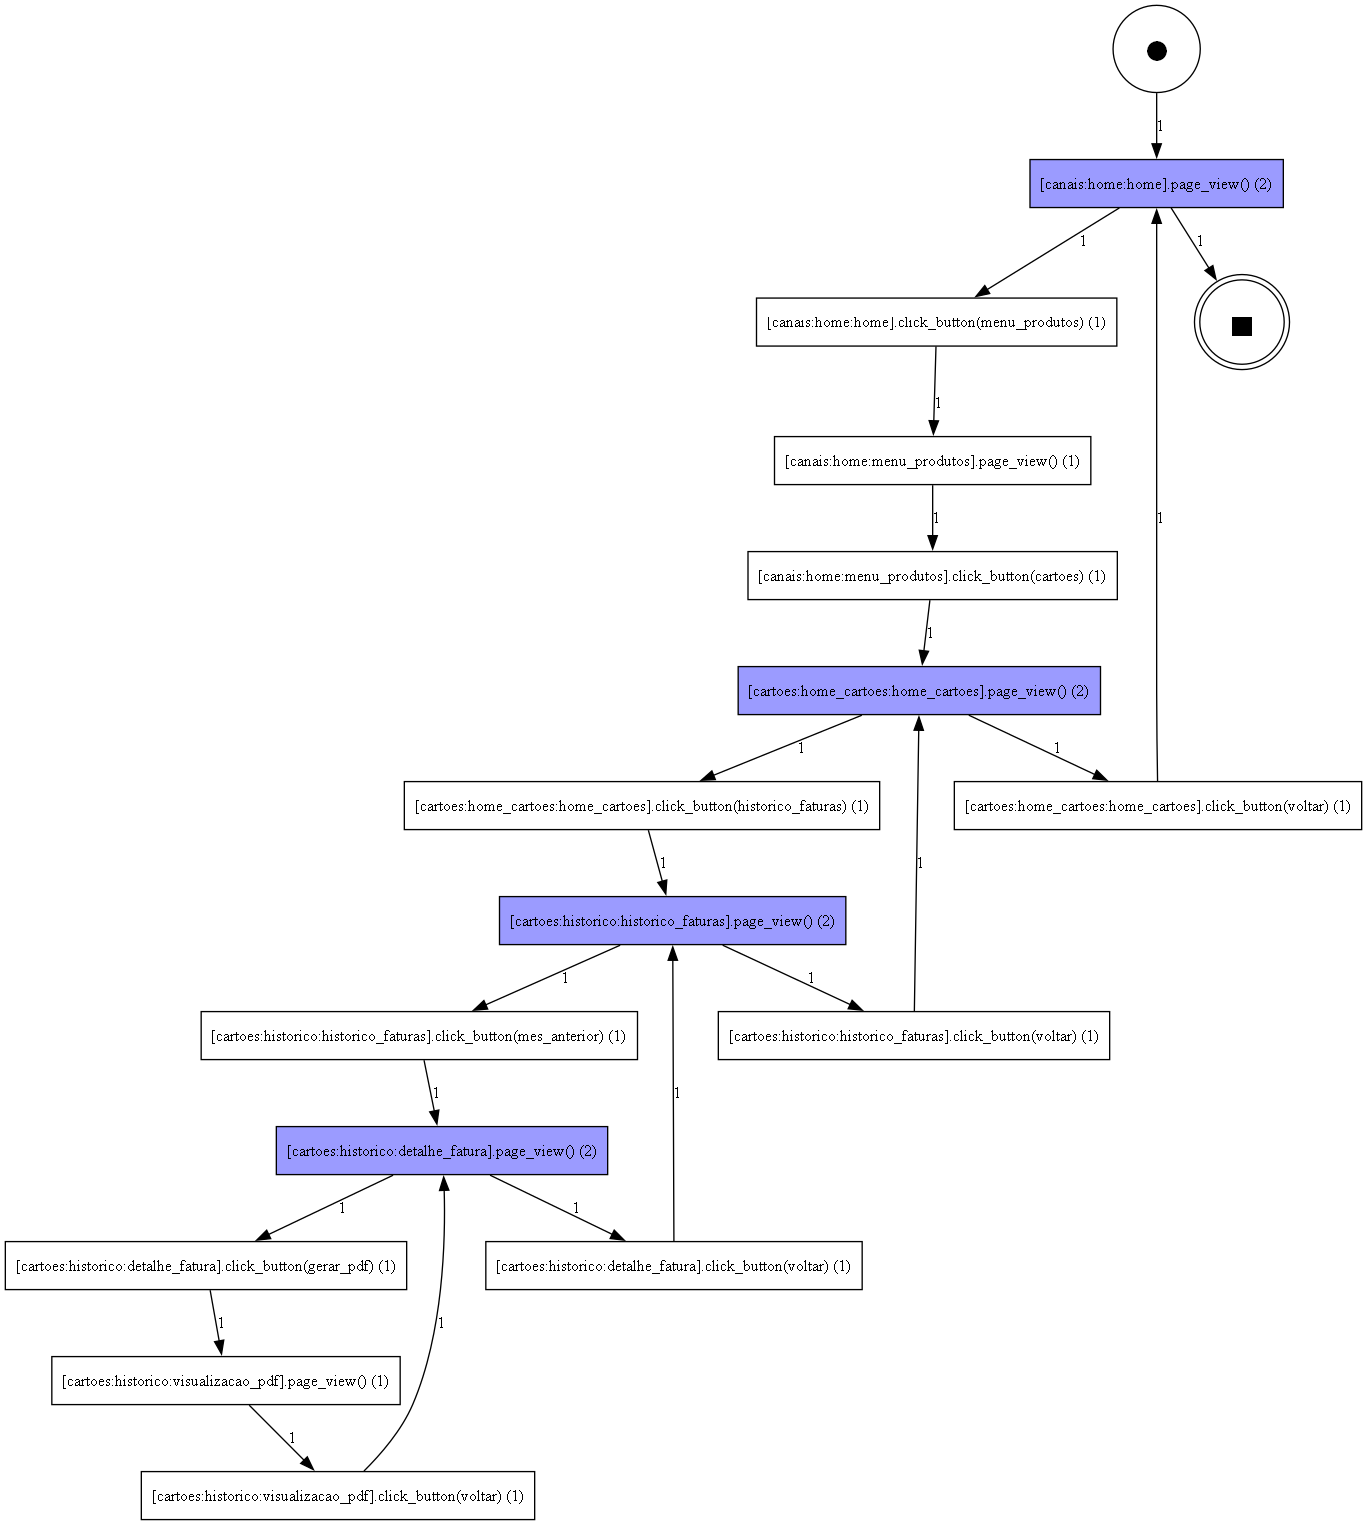 1
[canais:home:home].page_view() (2)
1
1
[canais:home:home].click_button(menu_produtos) (1)
1
[canais:home:menu_produtos].page_view() (1)
1
1
[canais:home:menu_produtos].click_button(cartoes) (1)
1
[cartoes:home_cartoes:home_cartoes].page_view() (2)
1
1
[cartoes:home_cartoes:home_cartoes].click_button(historico_faturas) (1)
[cartoes:home_cartoes:home_cartoes].click_button(voltar) (1)
1
1
[cartoes:historico:historico_faturas].page_view() (2)
1
1
[cartoes:historico:historico_faturas].click_button(mes_anterior) (1)
[cartoes:historico:historico_faturas].click_button(voltar) (1)
1
1
[cartoes:historico:detalhe_fatura].page_view() (2)
1
1
[cartoes:historico:detalhe_fatura].click_button(gerar_pdf) (1)
[cartoes:historico:detalhe_fatura].click_button(voltar) (1)
1
1
[cartoes:historico:visualizacao_pdf].page_view() (1)
1
[cartoes:historico:visualizacao_pdf].click_button(voltar) (1)